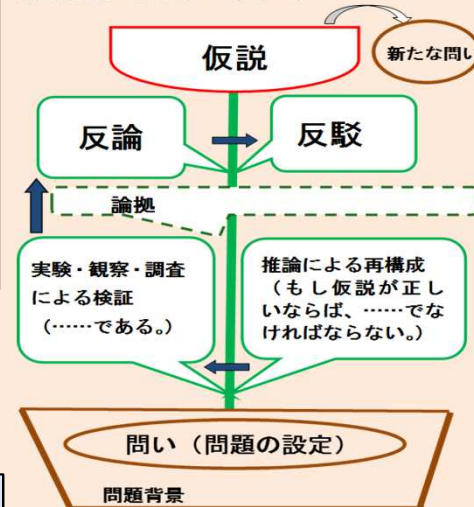 仮説
新たな問い
反論
反駁
論拠
実験・観察・調査
による検証
(……である。)
推論による再構成
(もし仮説が正し
いならば、……でな
ければならない。)
問い（問題の設定）
問題背景